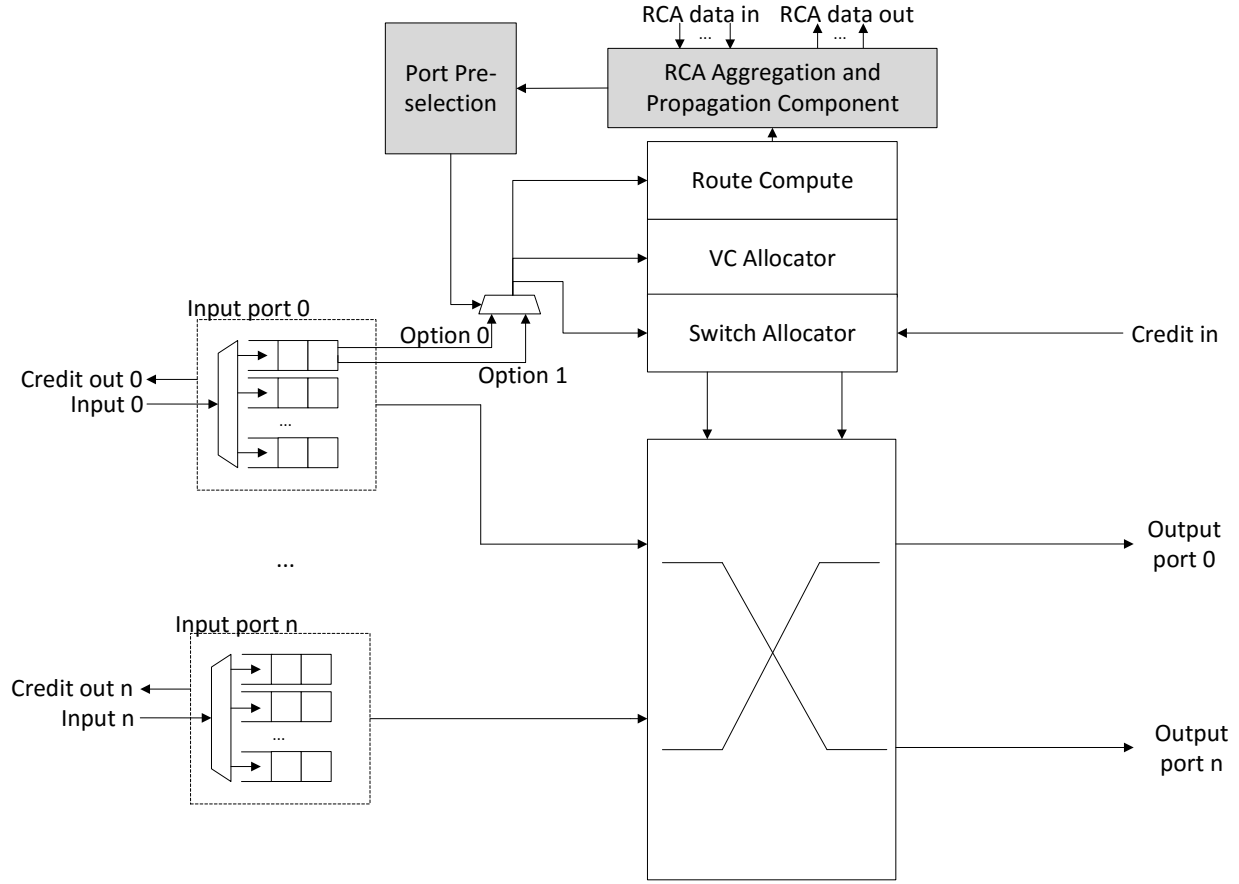 RCA data in
RCA data out
...
...
Port Pre-
selection
RCA Aggregation and
Propagation Component
Route Compute
VC Allocator
Switch Allocator
Credit in
Input port 0
Option 0
Option 1
Credit out 0
Input 0
...
Output
port 0
...
Input port n
Credit out n
Input n
...
Output
port n